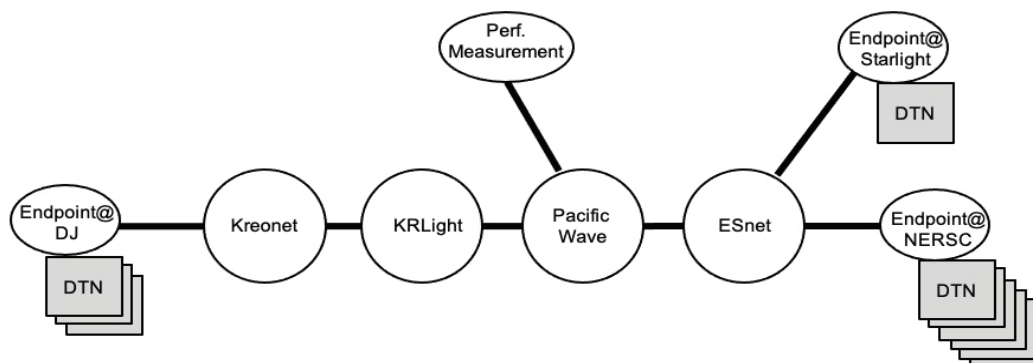 Perf.
Measurement
Endpoint@
Starlight
DTN
Endpoint@
DJ
Kreonet
KRLight
Pacific
Wave
ESnet
Endpoint@
NERSC
DTN
DTN